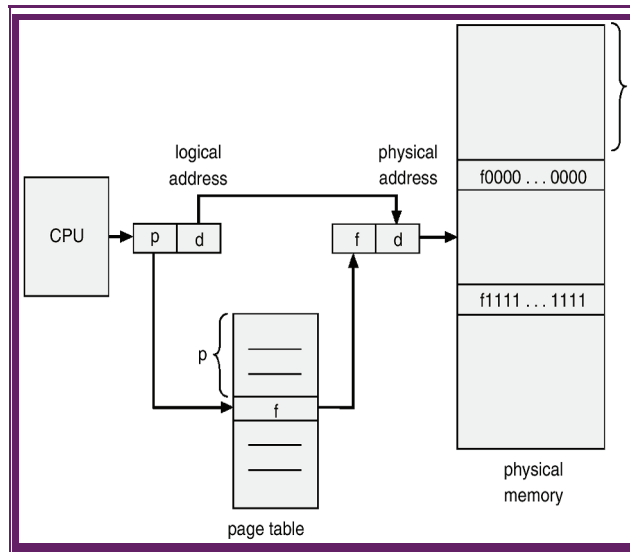 logical
address
physical
address
f0000 . . . 0000
CPU
p
d
f
d
f1111 . . . 1111
p
f
page table
physical
memory